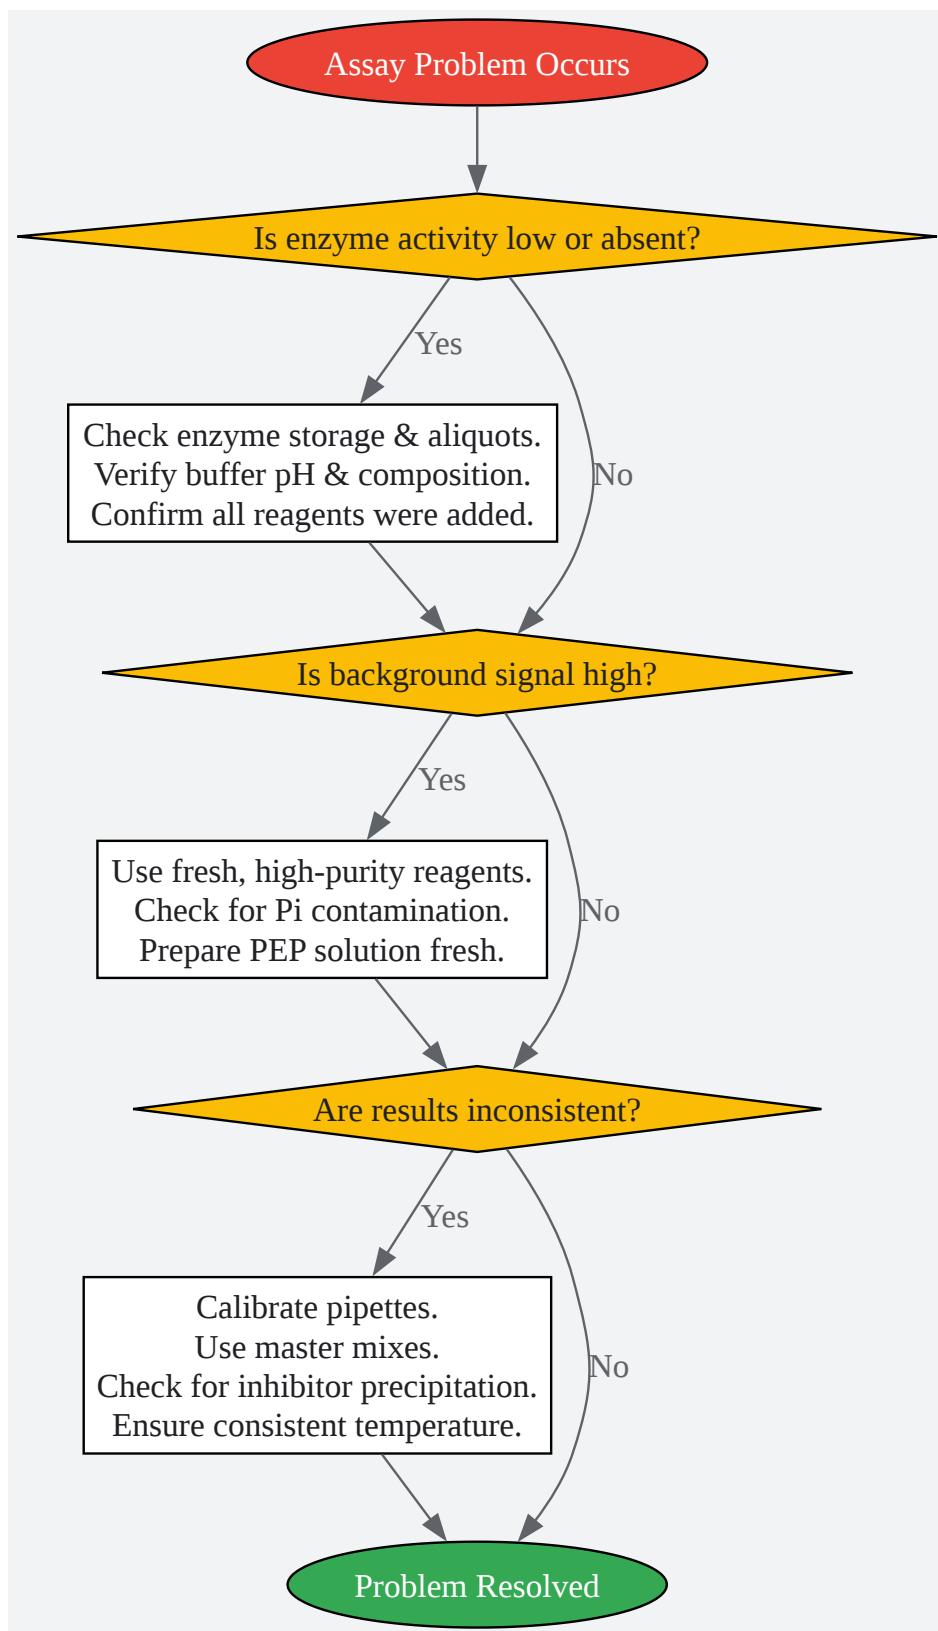 Assay Problem Occurs
Is enzyme activity low or absent?
Yes
Check enzyme storage & aliquots.
Verify buffer pH & composition.
Confirm all reagents were added.
No
Is background signal high?
Yes
Use fresh, high-purity reagents.
Check for Pi contamination.
Prepare PEP solution fresh.
No
Are results inconsistent?
Yes
Calibrate pipettes.
Use master mixes.
Check for inhibitor precipitation.
Ensure consistent temperature.
No
Problem Resolved